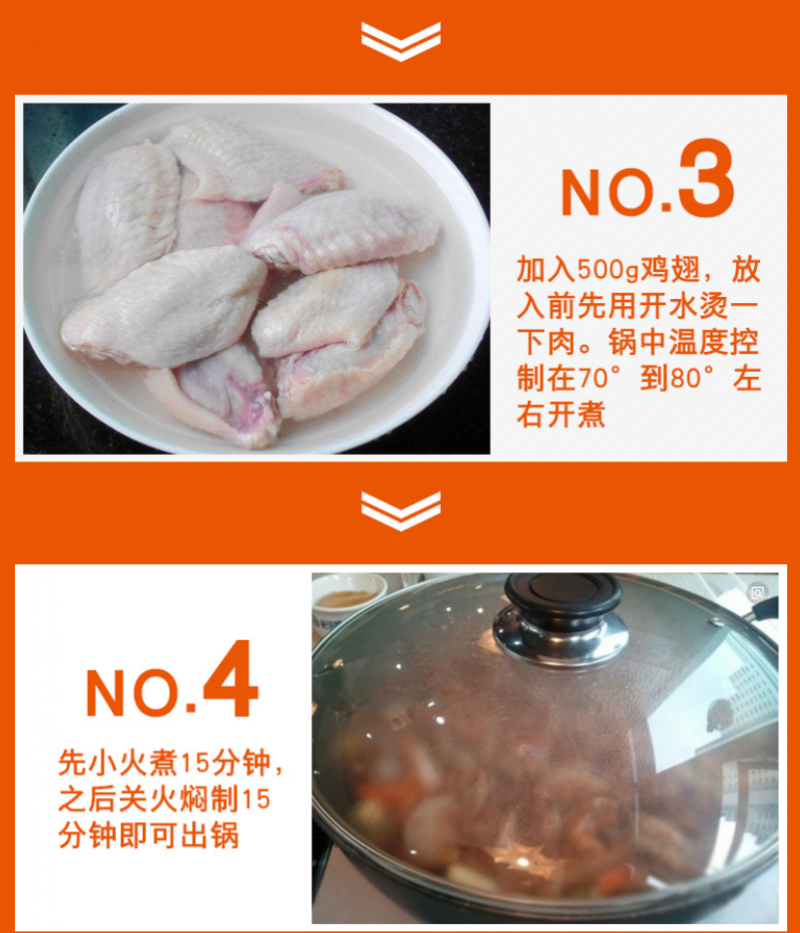 NO.3
加入500g鸡翅，放
入前先用开水烫一
下肉。锅中温度控
制在70°到80°左
右开煮
NO.4
先小火煮15分钟，
之后关火焖制15
分钟即可出锅